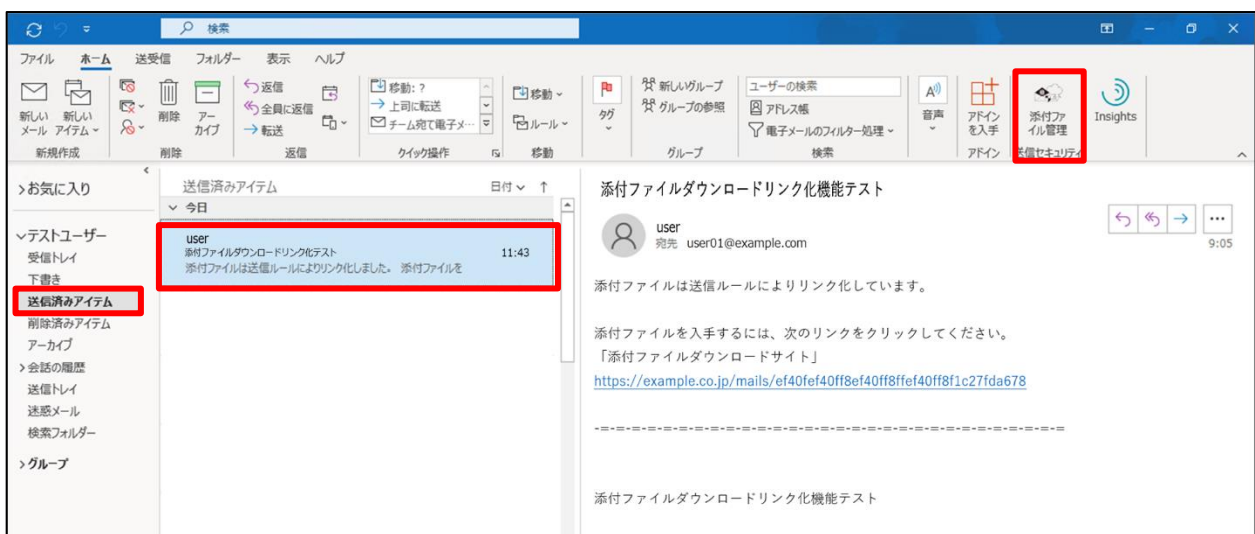 検索
ファイル ホーム 送受信 フォルダー 表示 ヘルプ
新しい メール
新しい アイテム
削除
アー カイブ
返信
全員に返信
転送
移動: ?
上司に転送
チーム宛て電子メ…
移動
ルール
タグ
新しいグループ
グループの参照
ユーザーの検索
アドレス帳
電子メールのフィルター処理
音声
アドイン を入手
添付ファ イル管理
Insights
新規作成 削除 返信 クイック操作 移動 グループ 検索 アドイン 送信セキュリティ
お気に入り
テストユーザー
受信トレイ
下書き
送信済みアイテム
削除済みアイテム
アーカイブ
会話の履歴
送信トレイ
迷惑メール
検索フォルダー
グループ
送信済みアイテム 日付 ↑
今日
user
添付ファイルダウンロードリンク化テスト 11:43
添付ファイルは送信ルールによりリンク化しました。 添付ファイルを
添付ファイルダウンロードリンク化機能テスト
user
宛先 user01@example.com
9:05
添付ファイルは送信ルールによりリンク化しています。
添付ファイルを入手するには、次のリンクをクリックしてください。
「添付ファイルダウンロードサイト」
https://example.co.jp/mails/ef40fef40ff8ef40ff8ffef40ff8f1c27fda678
-=-=-=-=-=-=-=-=-=-=-=-=-=-=-=-=-=-=-=-=-=-=-=-=-=-=-=-=-=-=
添付ファイルダウンロードリンク化機能テスト